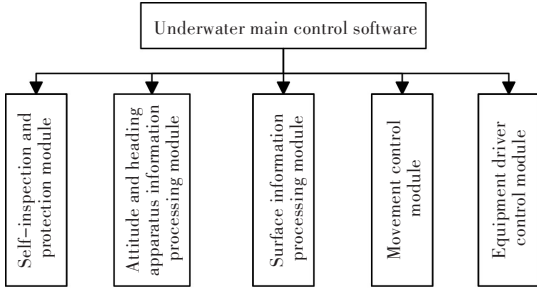 Underwater main control software
Self-inspection and
protection module
Attitude and heading
apparatus information
processing module
Surface information
processing module
Movement control
module
Equipment driver
control module